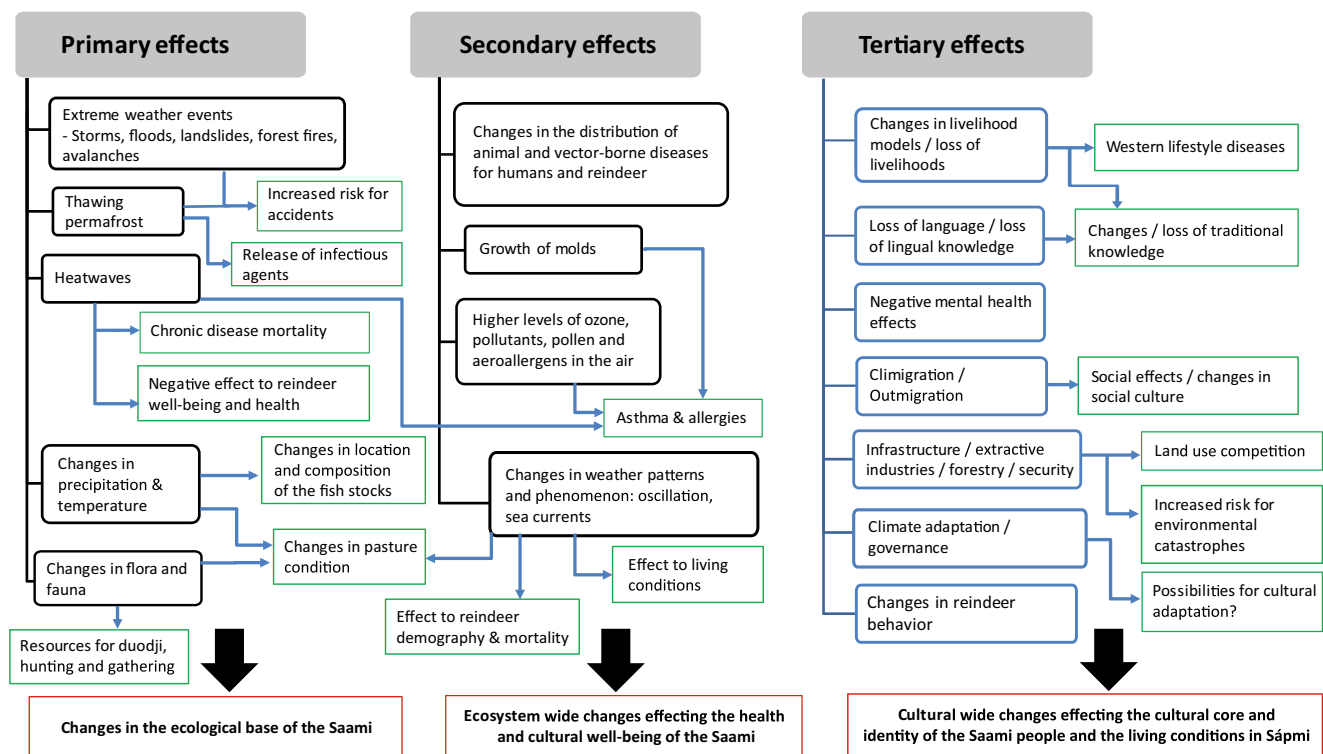 Primary effects
Extreme weather events
- Storms, floods, landslides, forest fires,
avalanches
Thawing
permafrost
Increased risk for
accidents
Release of infectious
agents
Heatwaves
Chronic disease mortality
Negative effect to reindeer
well-being and health
Changes in
precipitation &
temperature
Changes in location
and composition
of the fish stocks
Changes in pasture
condition
Changes in flora and
fauna
Resources for duodji,
hunting and gathering
Changes in the ecological base of the Saami
Secondary effects
Changes in the distribution of
animal and vector-borne diseases
for humans and reindeer
Growth of molds
Higher levels of ozone,
pollutants, pollen and
aeroallergens in the air
Asthma & allergies
Changes in weather patterns
and phenomenon: oscillation,
sea currents
Effect to living
conditions
Effect to reindeer
demography & mortality
Ecosystem wide changes effecting the health
and cultural well-being of the Saami
Tertiary effects
Changes in livelihood
models / loss of
livelihoods
Western lifestyle diseases
Loss of language / loss
of lingual knowledge
Changes / loss of traditional
knowledge
Negative mental health
effects
Climigration /
Outmigration
Social effects / changes in
social culture
Infrastructure / extractive
industries / forestry / security
Land use competition
Increased risk for
environmental
catastrophes
Climate adaptation /
governance
Possibilities for cultural
adaptation?
Changes in reindeer
behavior
Cultural wide changes effecting the cultural core and
identity of the Saami people and the living conditions in Sápmi